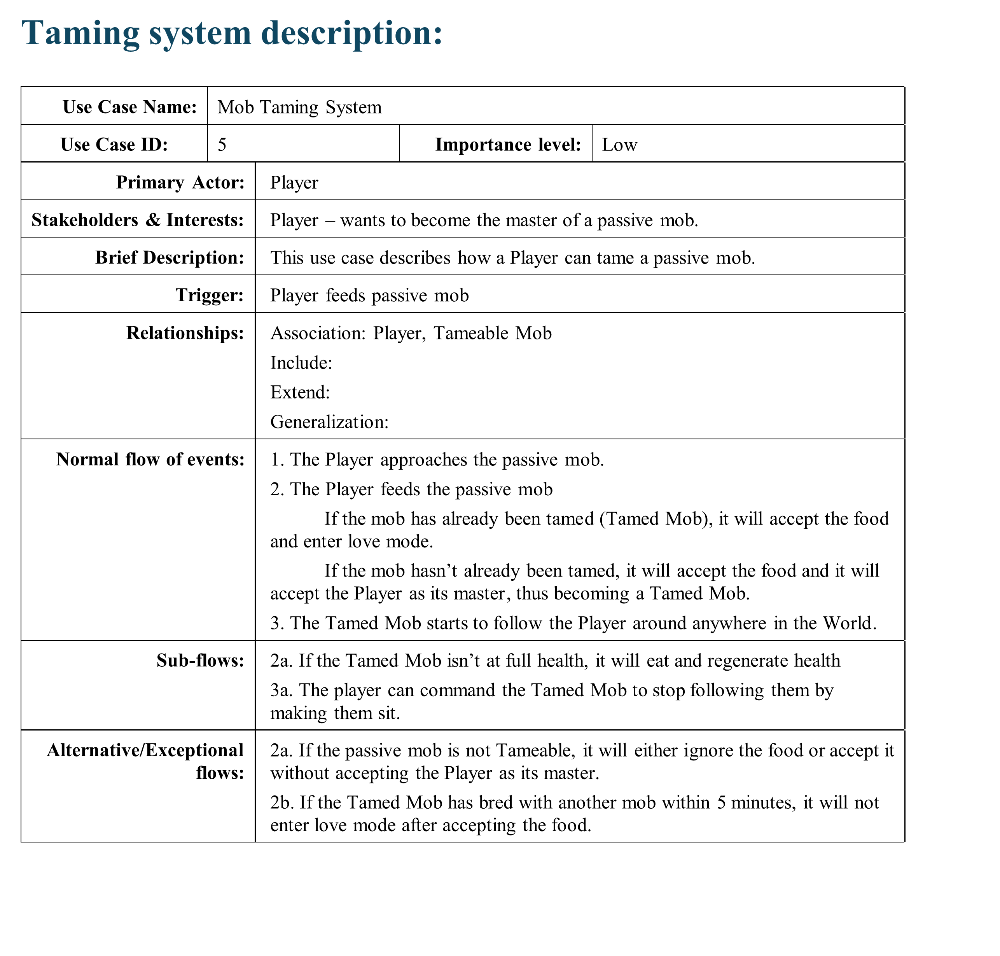 Taming system description:
Use Case Name: Mob Taming System
Use Case ID: 5 Importance level: Low
Primary Actor: Player
Stakeholders & Interests: Player – wants to become the master of a passive mob.
Brief Description: This use case describes how a Player can tame a passive mob.
Trigger: Player feeds passive mob
Relationships: Association: Player, Tameable Mob
Include:
Extend:
Generalization:
Normal flow of events: 1. The Player approaches the passive mob.
2. The Player feeds the passive mob
If the mob has already been tamed (Tamed Mob), it will accept the food
and enter love mode.
If the mob hasn’t already been tamed, it will accept the food and it will
accept the Player as its master, thus becoming a Tamed Mob.
3. The Tamed Mob starts to follow the Player around anywhere in the World.
Sub-flows: 2a. If the Tamed Mob isn’t at full health, it will eat and regenerate health
3a. The player can command the Tamed Mob to stop following them by
making them sit.
Alternative/Exceptional
flows:
2a. If the passive mob is not Tameable, it will either ignore the food or accept it
without accepting the Player as its master.
2b. If the Tamed Mob has bred with another mob within 5 minutes, it will not
enter love mode after accepting the food.